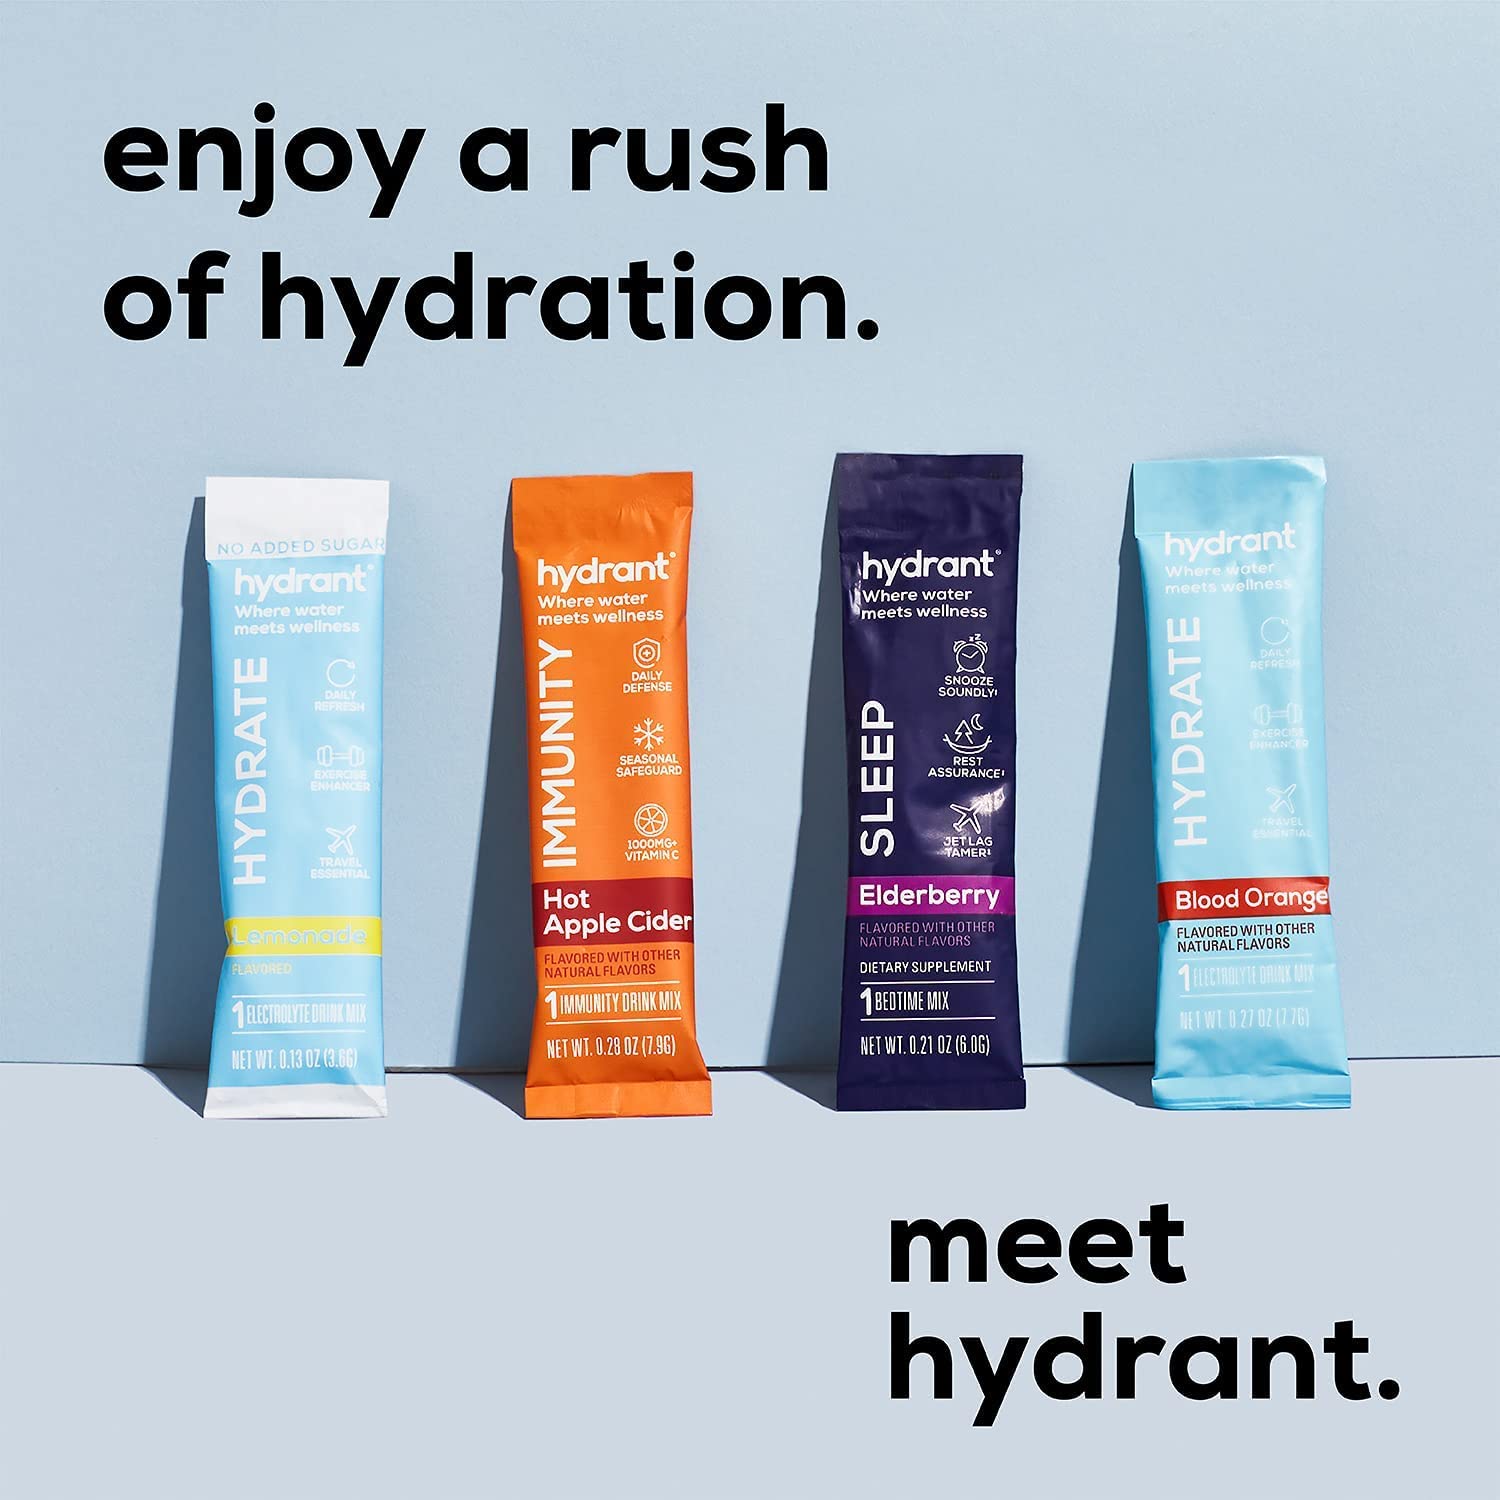 enjoy a rush
of hydration.
NO ADDED SUGAR
hydrant®
Where water
meets wellness
HYDRATE
DAILY
REFRESH
EXERCISE
ENHANCER
TRAVEL
ESSENTIAL
Lemonade
FLAVORED
1 ELECTROLYTE DRINK MIX
NET WT. 0.13 OZ (3.6G)
hydrant®
Where water
meets wellness
IMMUNITY
DAILY
DEFENSE
SEASONAL
SAFEGUARD
1000MG+
VITAMIN C
Hot
Apple Cider
FLAVORED WITH OTHER
NATURAL FLAVORS
1 IMMUNITY DRINK MIX
NET WT. 0.28 OZ (7.9G)
hydrant®
Where water
meets wellness
SLEEP
SNOOZE
SOUNDLY‡
REST
ASSURANCE‡
JET LAG
TAMER‡
Elderberry
FLAVORED WITH OTHER
NATURAL FLAVORS
DIETARY SUPPLEMENT
1 BEDTIME MIX
NET WT. 0.21 OZ (6.0G)
hydrant
Where water
meets wellness
HYDRATE
DAILY
REFRESH
EXERCISE
ENHANCER
TRAVEL
ESSENTIAL
Blood Orange
FLAVORED WITH OTHER
NATURAL FLAVORS
1 ELECTROLYTE DRINK MIX
NET WT. 0.27 OZ (7.7G)
meet
hydrant.